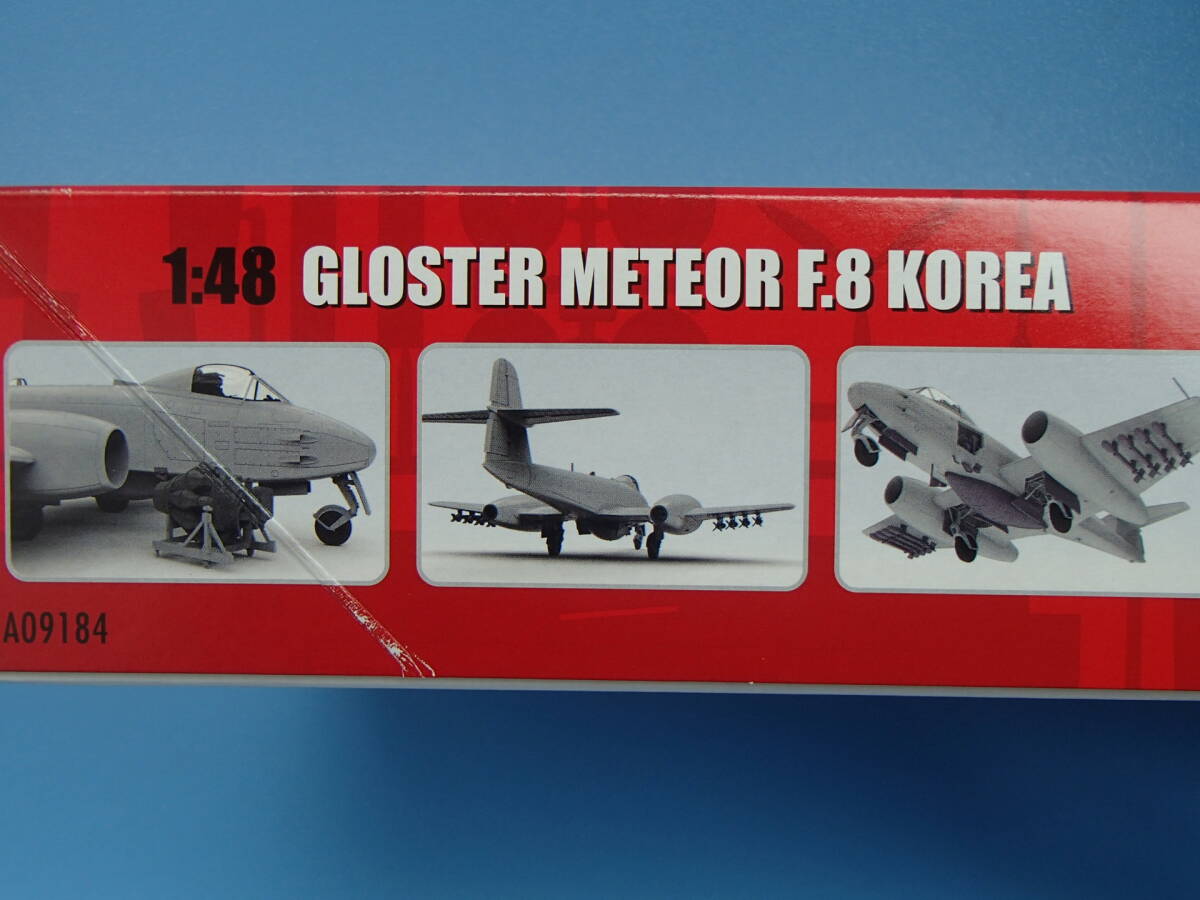 1:48 GLOSTER METEOR F.8 KOREA
A09184